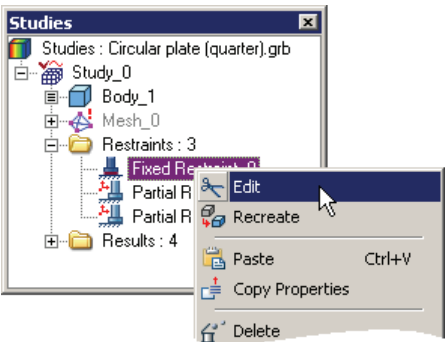 Studies
Studies : Circular plate (quarter).grb
Study_0
Body_1
Mesh_0
Restraints : 3
Fixed Restraint_0
Partial R
Partial R
Results : 4
Edit
Recreate
Paste Ctrl+V
Copy Properties
Delete